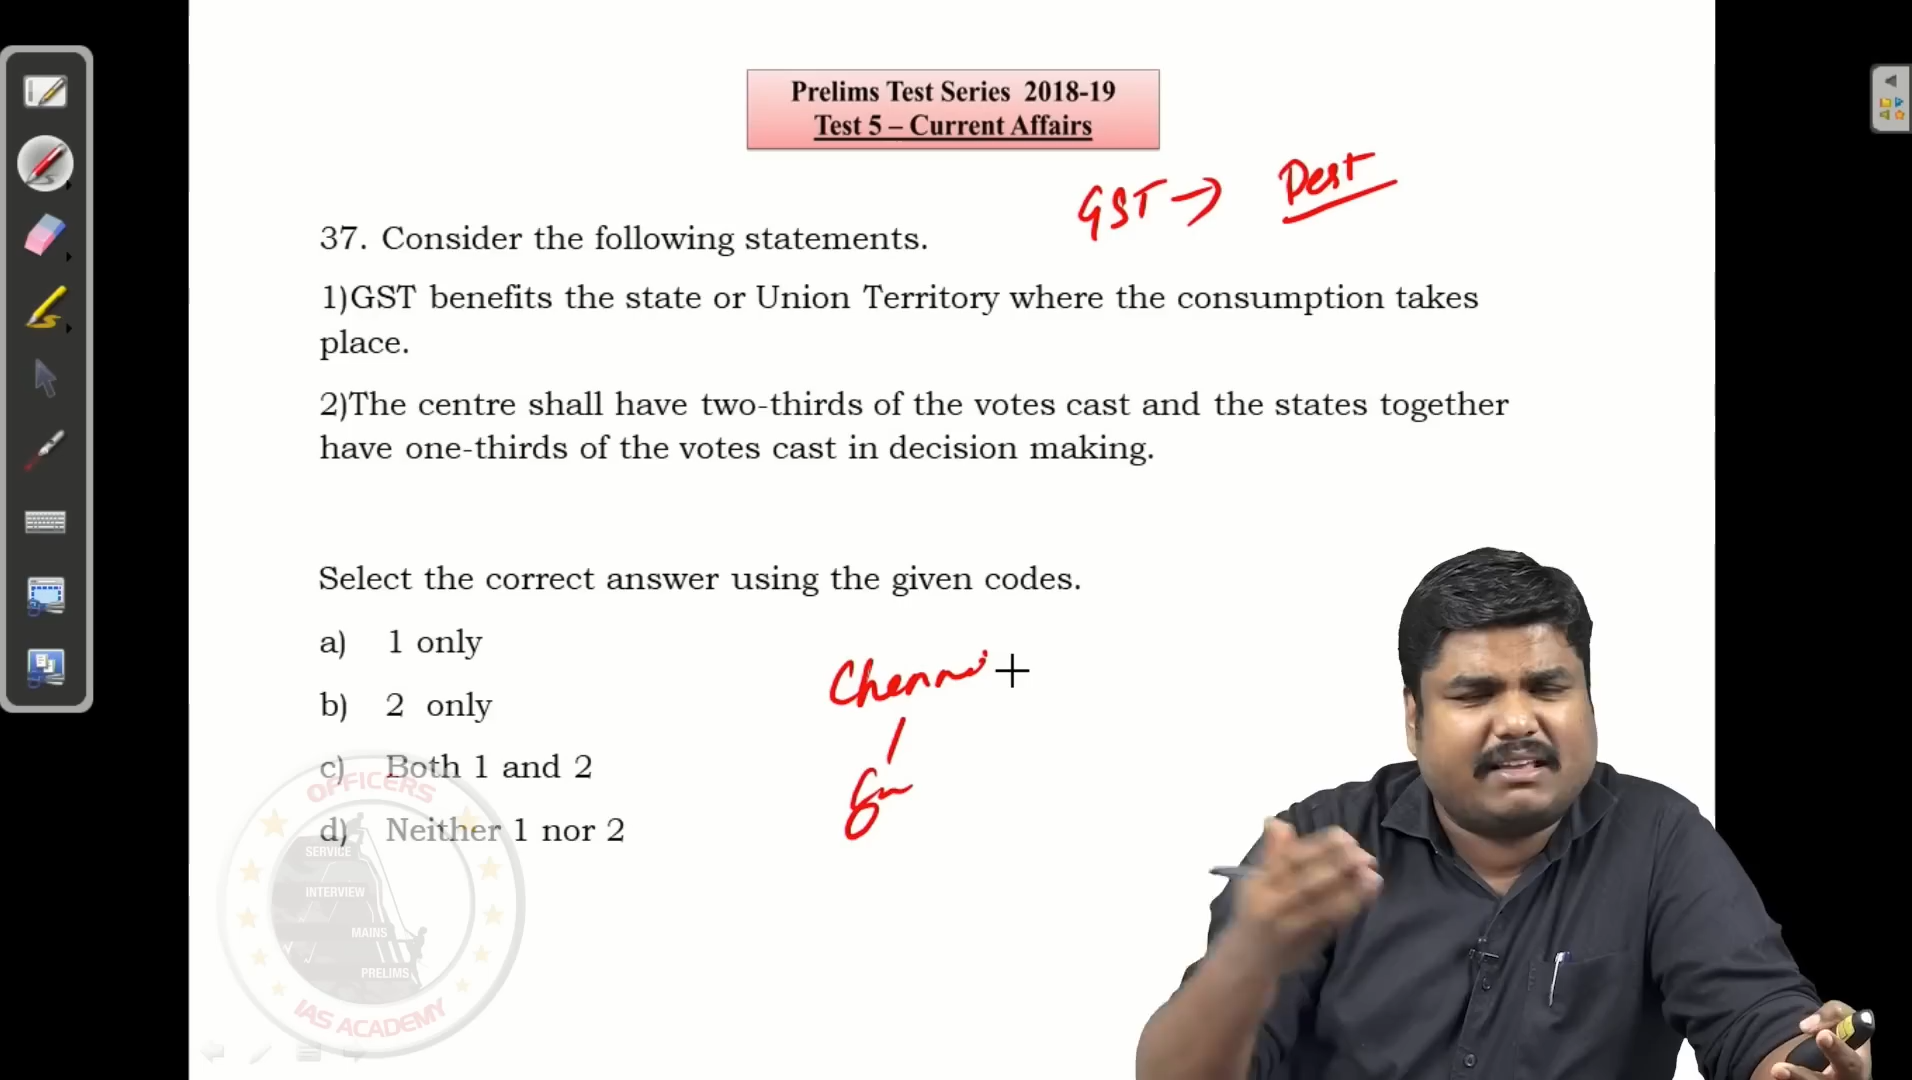 Prelims Test Series 2018-19
Test 5 – Current Affairs
GST → Dest
37. Consider the following statements.
1)GST benefits the state or Union Territory where the consumption takes
place.
2)The centre shall have two-thirds of the votes cast and the states together
have one-thirds of the votes cast in decision making.
Select the correct answer using the given codes.
a) 1 only
b) 2 only
c) Both 1 and 2
d) Neither 1 nor 2
Chennai
OFFICERS
SERVICE
INTERVIEW
MAINS
PRELIMS
IAS ACADEMY